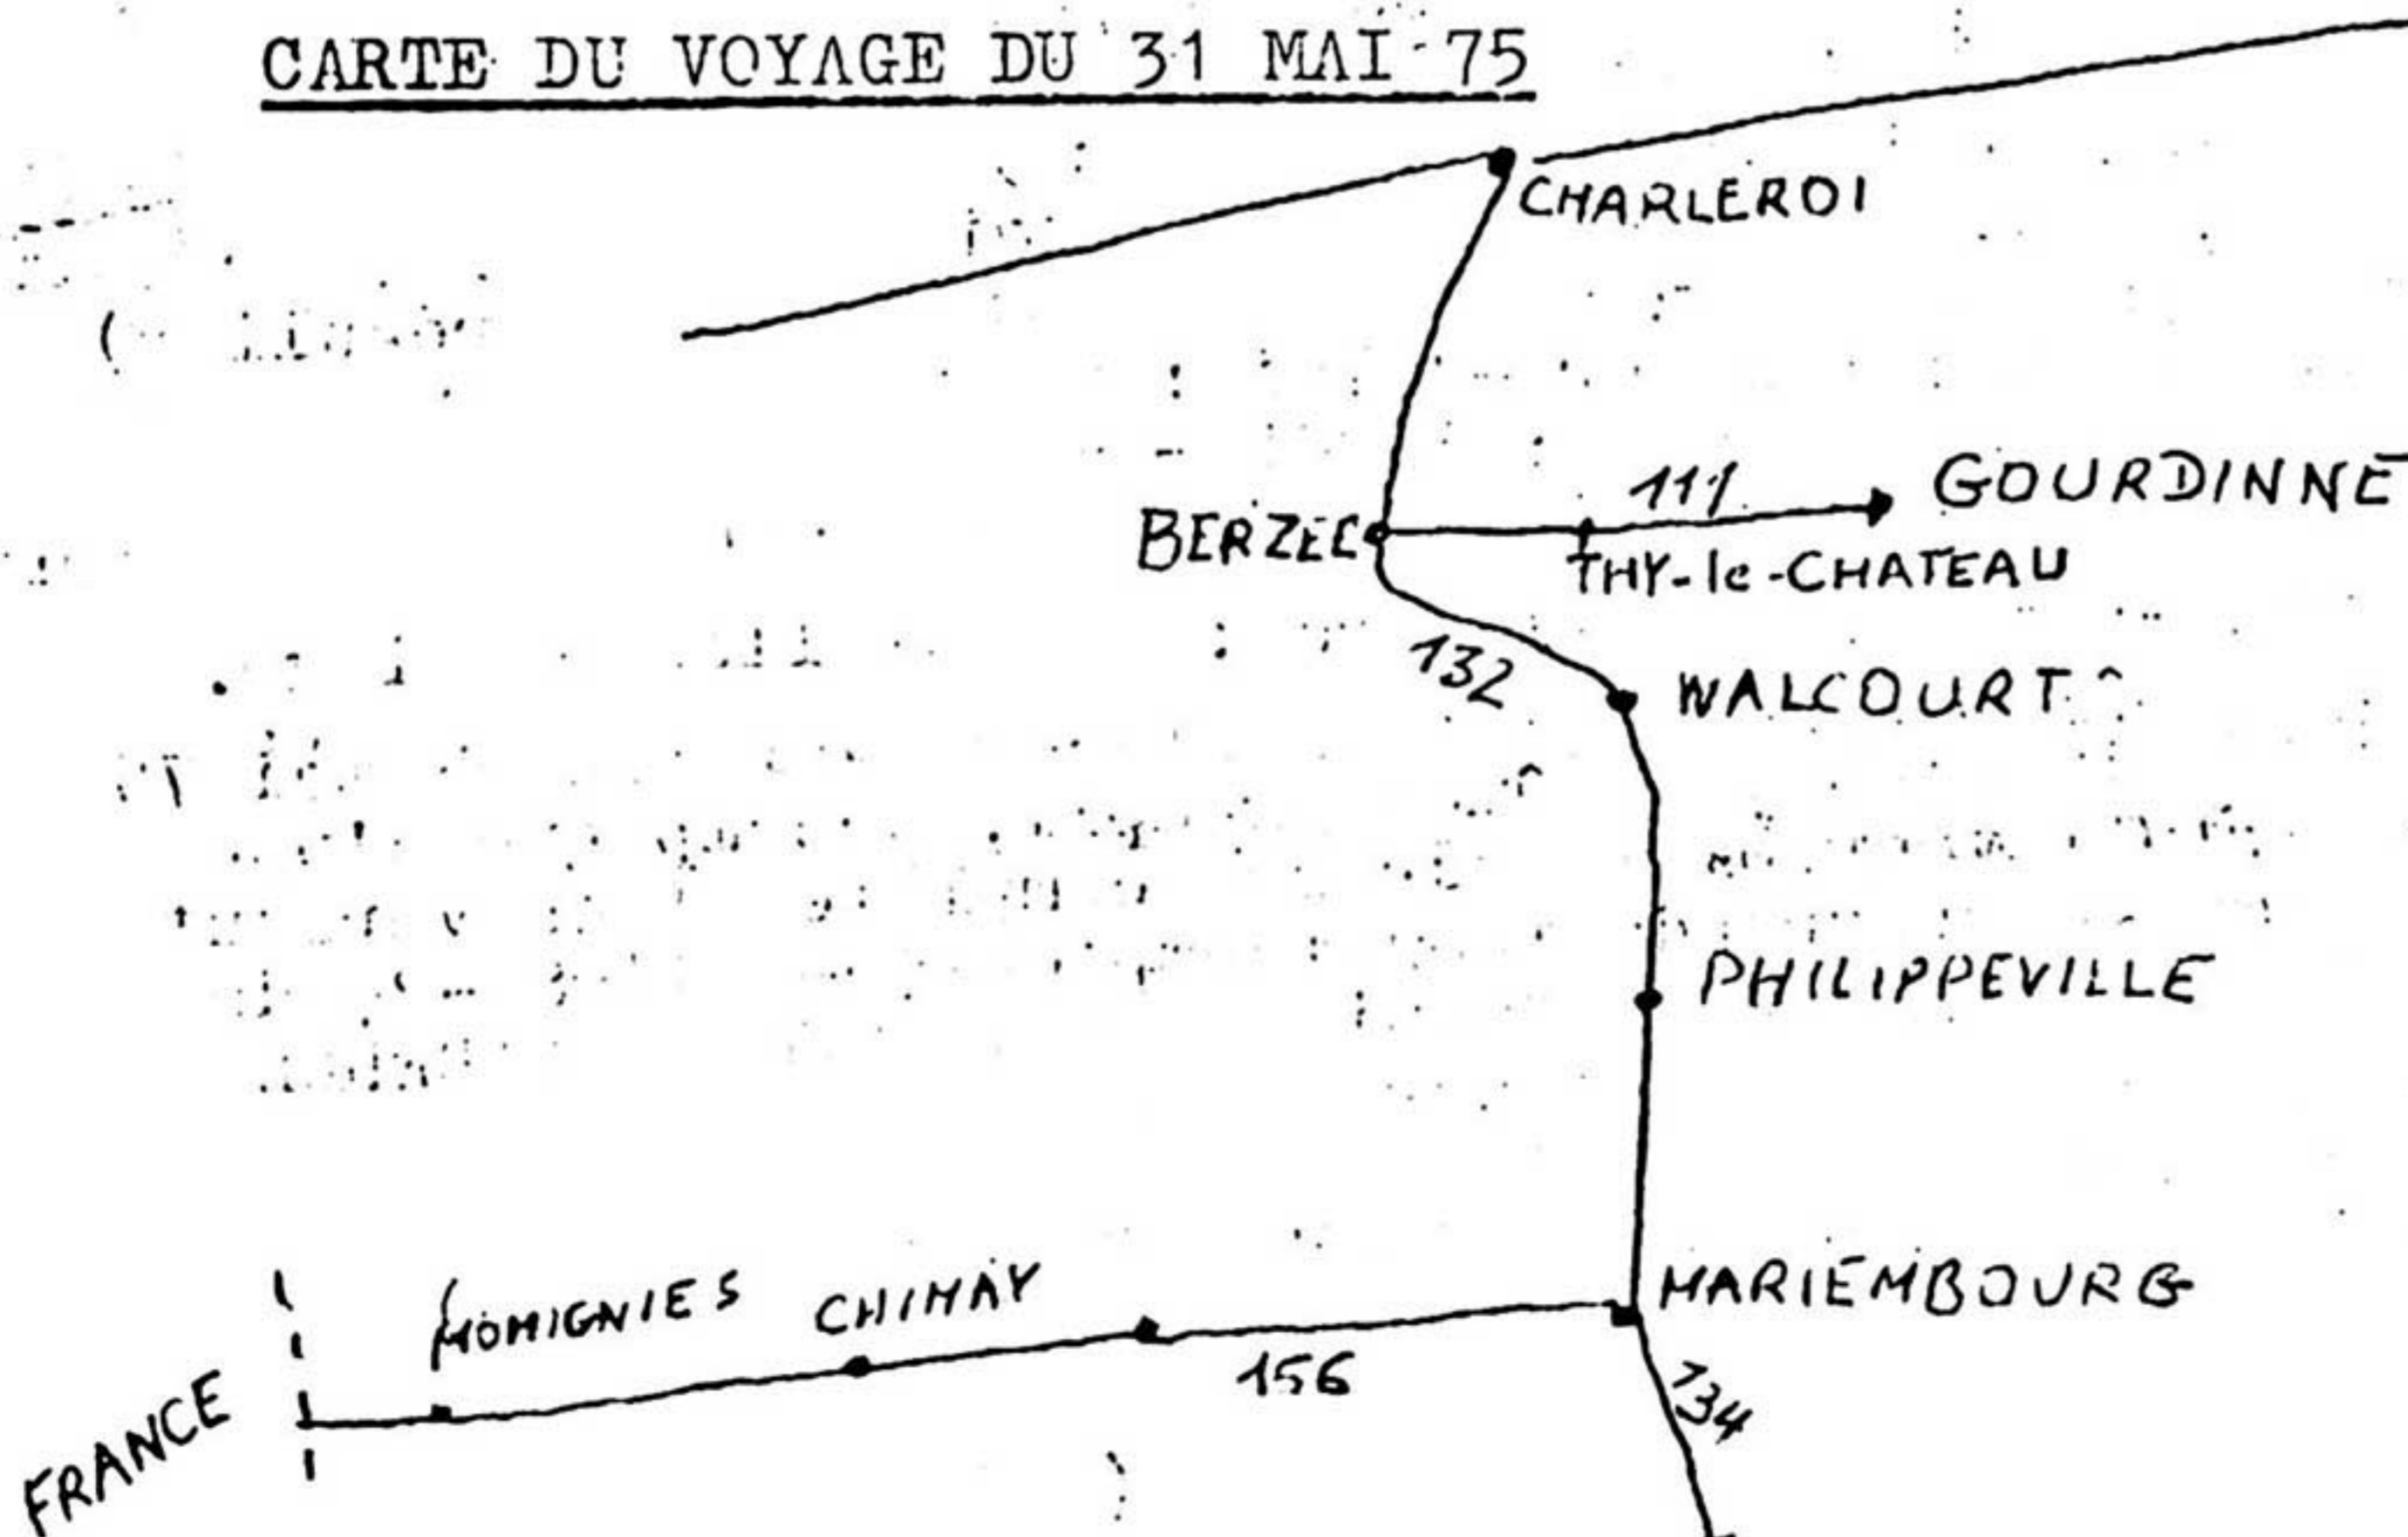 CARTE DU VOYAGE DU 31 MAI 75
CHARLEROI
111 GOURDINNE
BERZEE
THY-le-CHATEAU
132
WALCOURT
PHILIPPEVILLE
MARIEMBOURG
MOMIGNIES CHIMAY
156
134
FRANCE